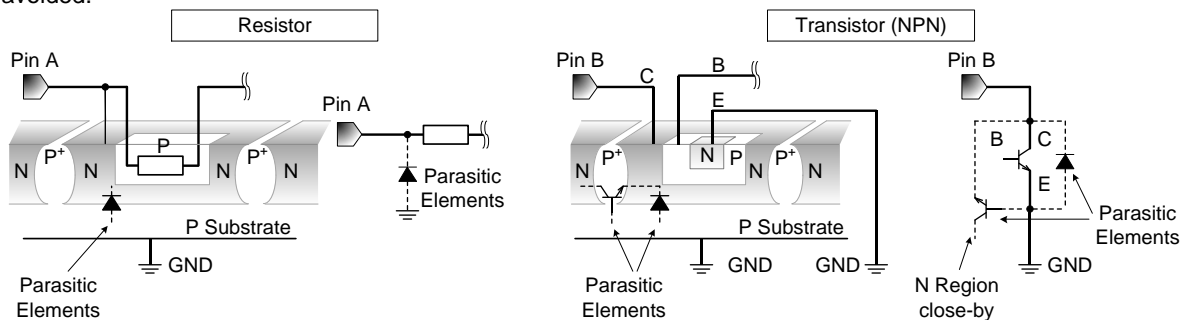 avoided.
Resistor
Transistor (NPN)
Pin A
Pin A
P
N
P+
N
P+
N
N
Parasitic
Elements
P Substrate
GND
Parasitic
Elements
Pin B
C
B
E
N
P+
N
N
P
P+
N
N
P Substrate
GND
GND
Parasitic
Elements
Pin B
B
C
E
Parasitic
Elements
GND
N Region
close-by